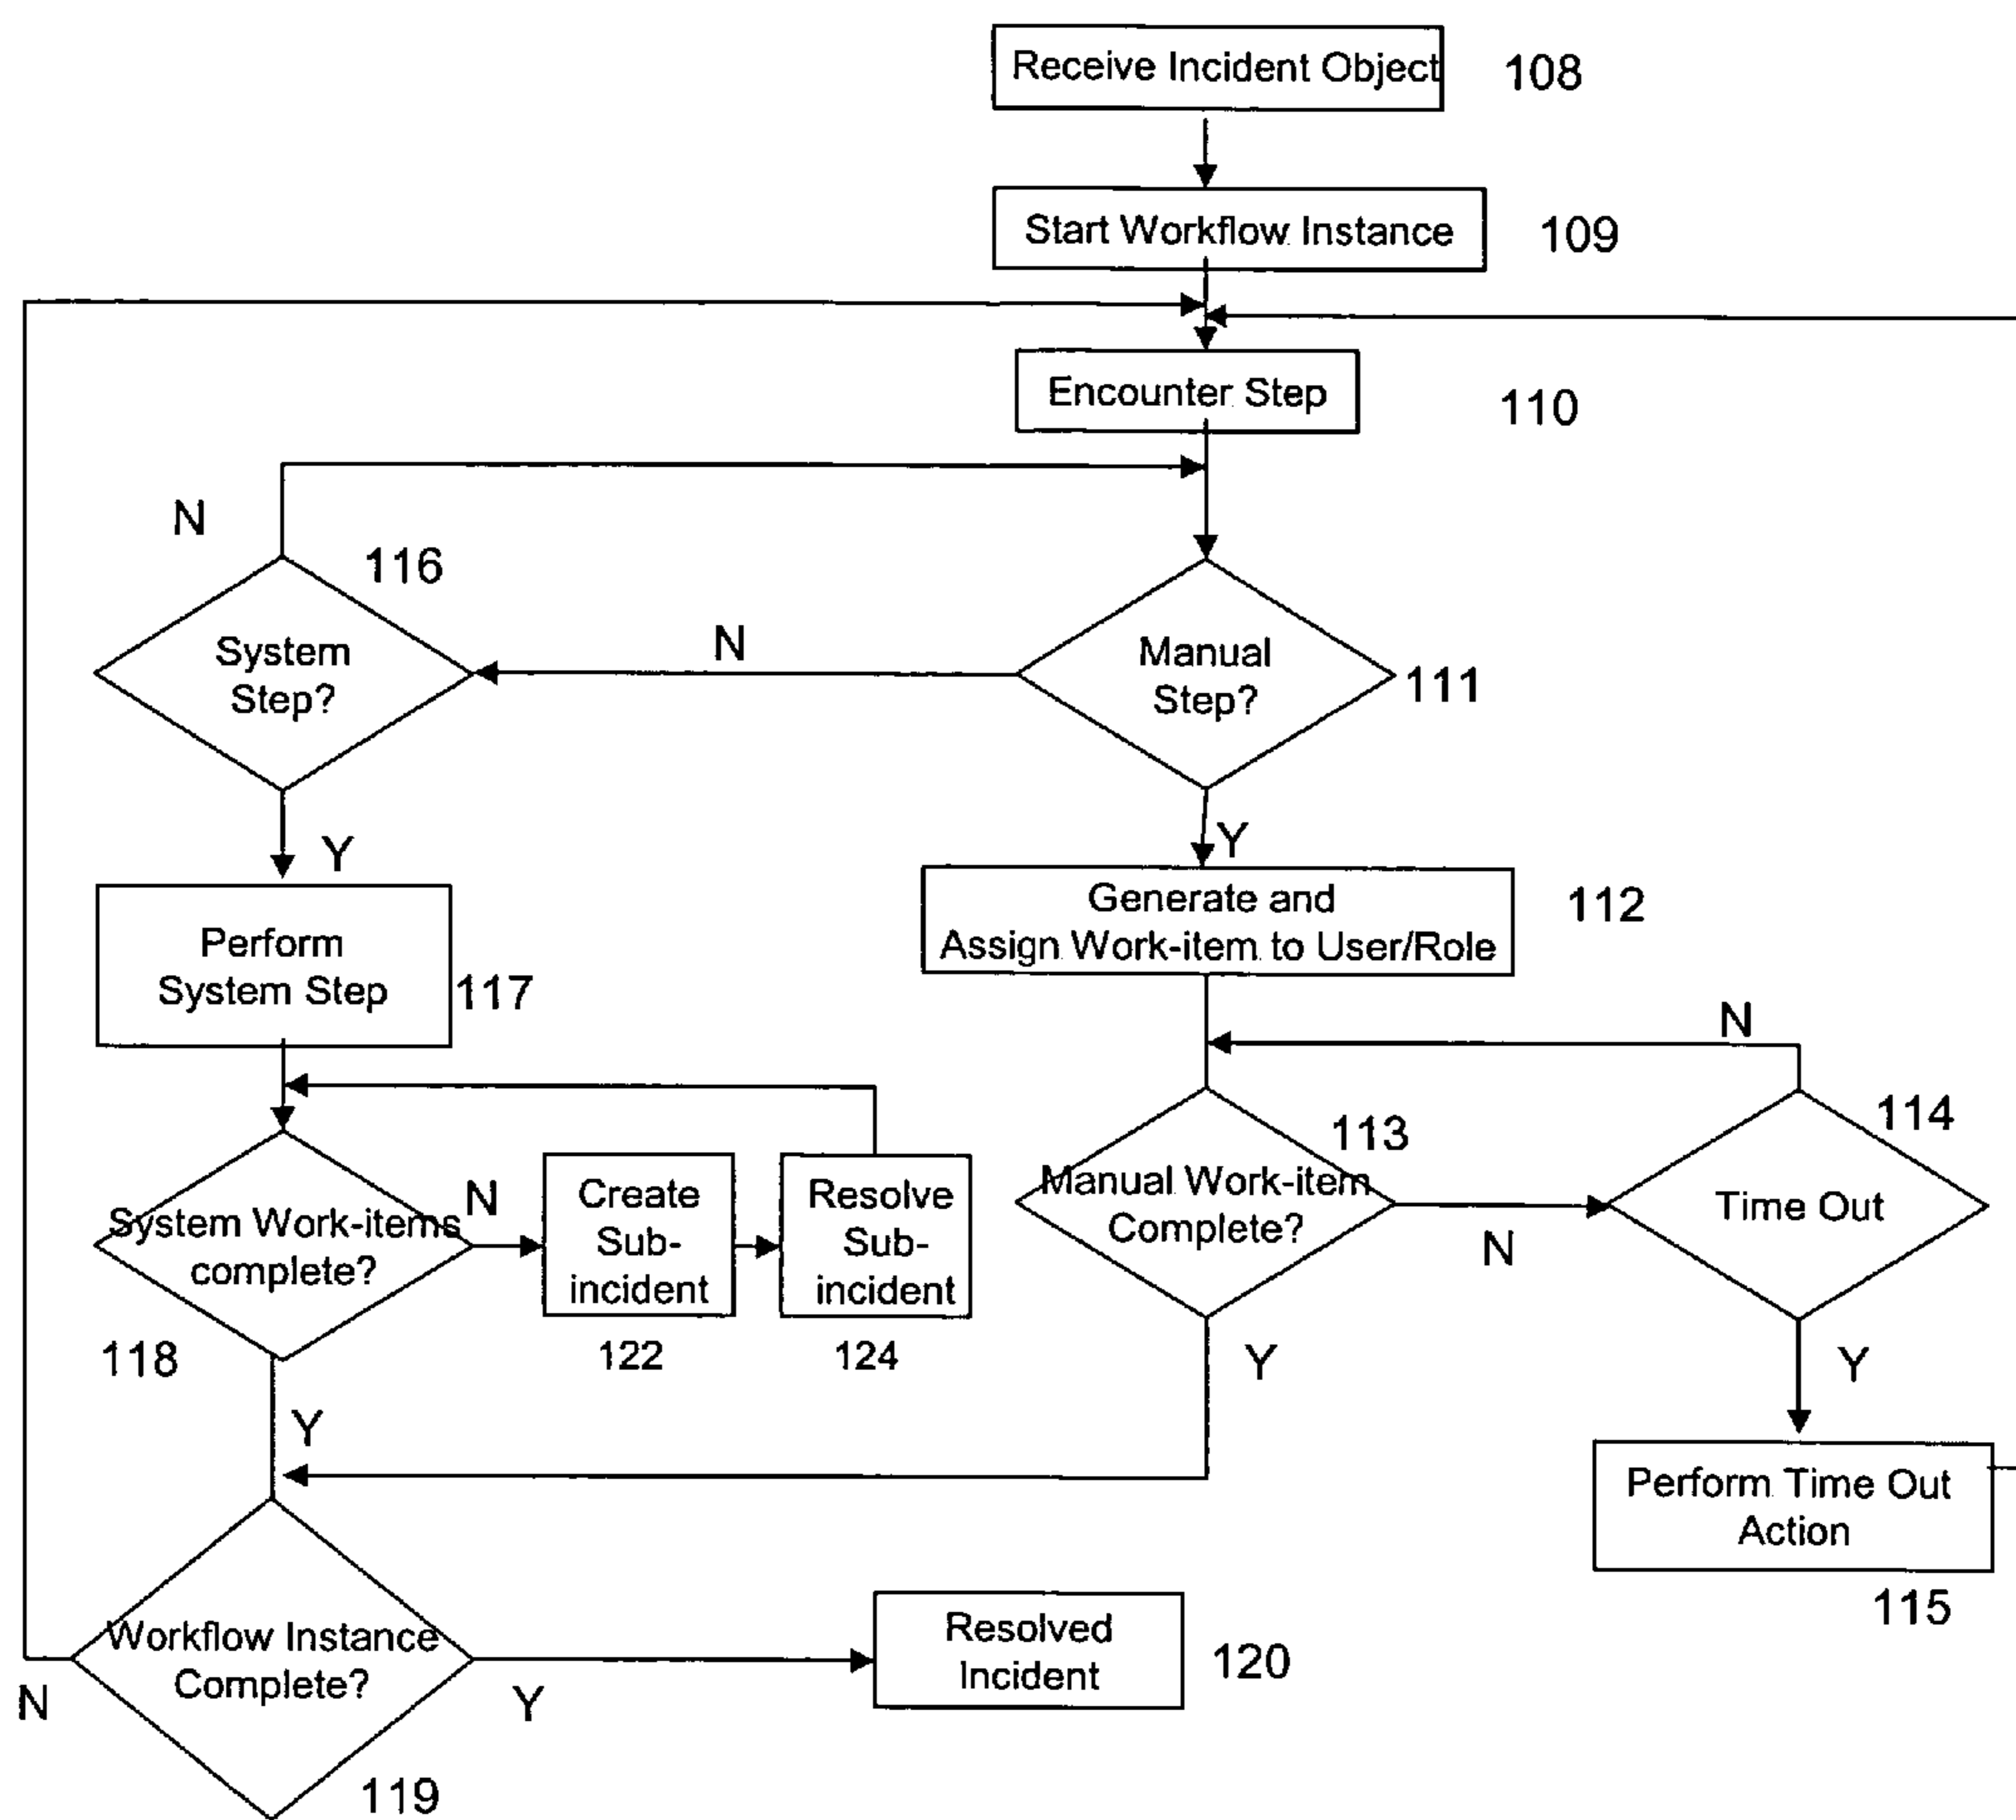 Receive Incident Object
108
Start Workflow Instance
109
Encounter Step
110
N
116
System
Step?
N
Manual
Step?
111
Y
Y
Perform
System Step
117
Generate and
Assign Work-item to User/Role
112
N
114
113
System Work-items
complete?
N
Create
Sub-
incident
Resolve
Sub-
incident
Manual Work-item
Complete?
N
Time Out
118
122
124
Y
Y
Y
Perform Time Out
Action
115
Workflow Instance
Complete?
N
Y
Resolved
Incident
120
119